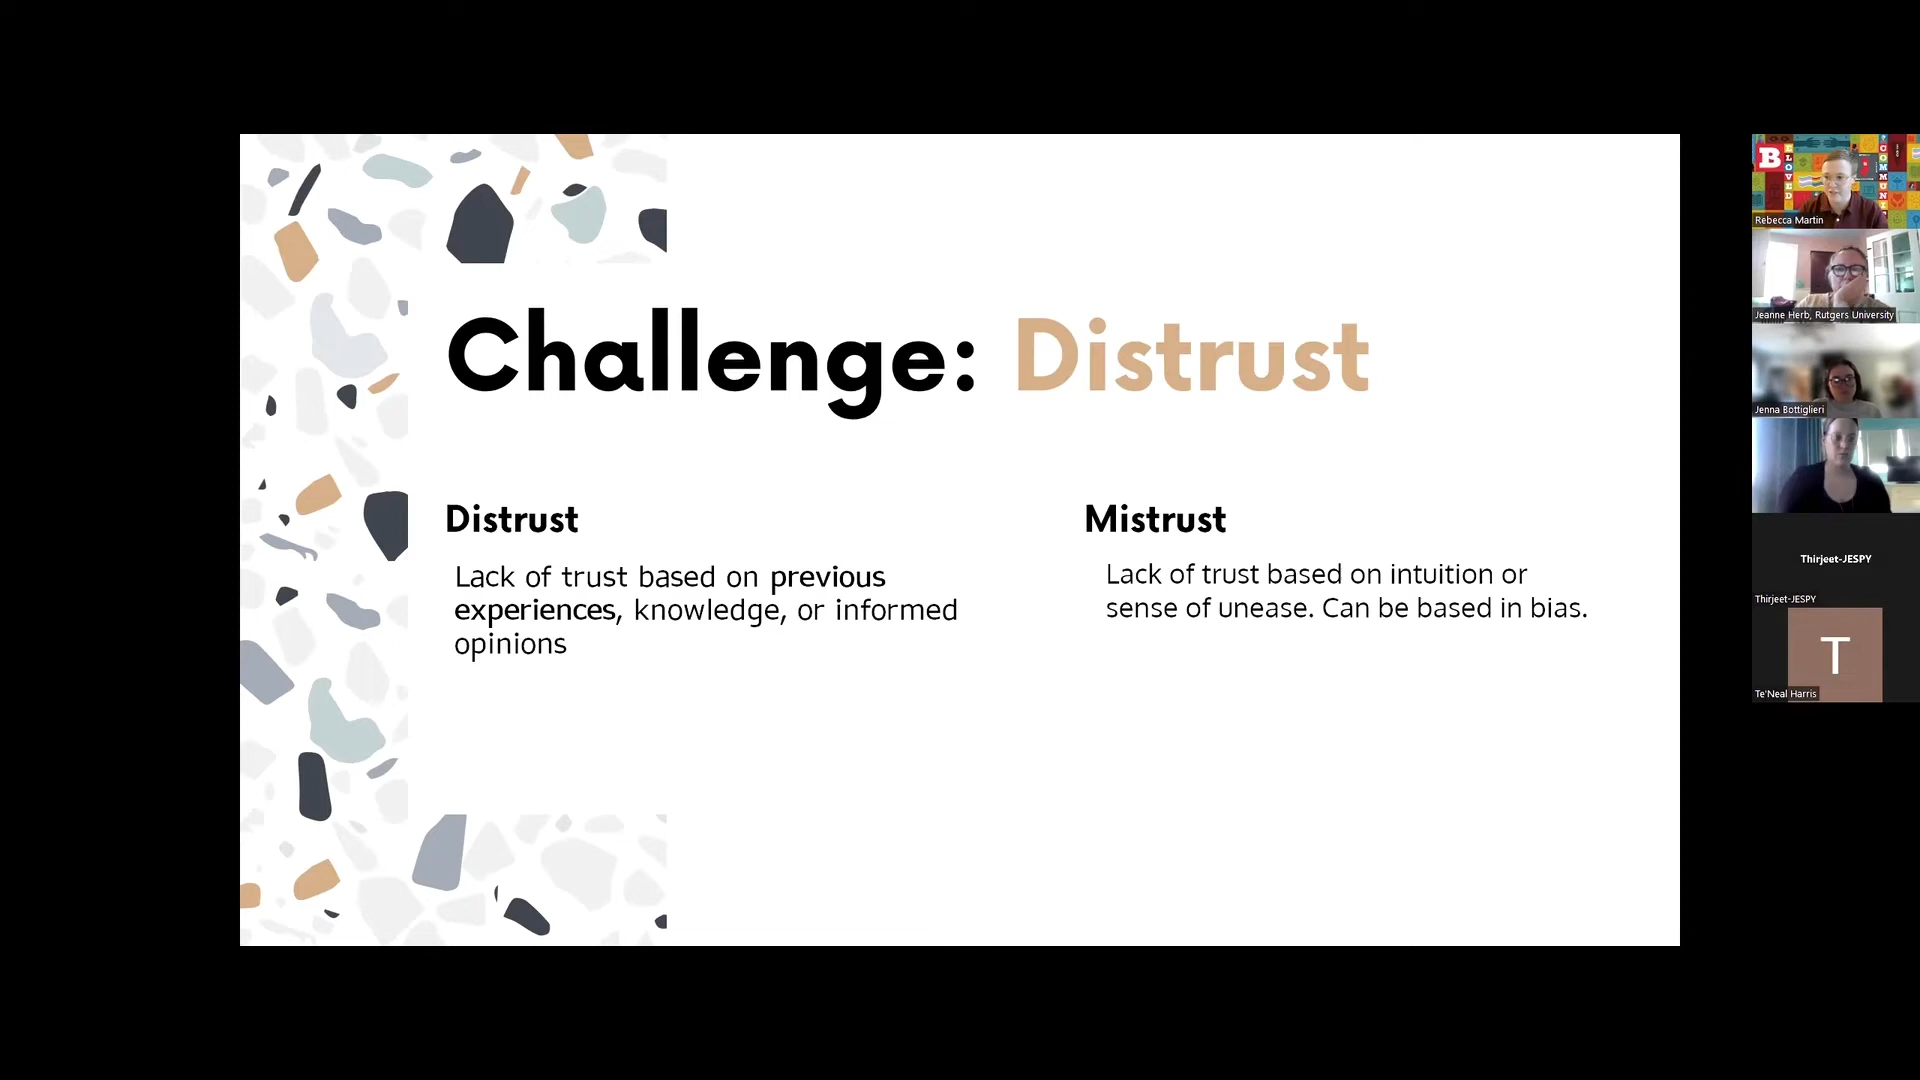 Challenge: Distrust
Distrust
Lack of trust based on previous
experiences, knowledge, or informed
opinions
Mistrust
Lack of trust based on intuition or
sense of unease. Can be based in bias.
B
ELOVED
COMMUNI
Rebecca Martin
Jeanne Herb, Rutgers University
Jenna Bottiglieri
Thirjeet-JESPY
Thirjeet-JESPY
T
Te'Neal Harris